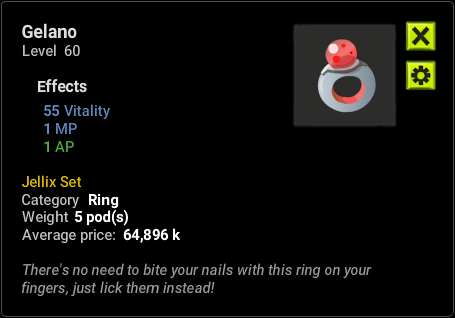 Gelano
Level 60
Effects
55 Vitality
1 MP
1 AP
Jellix Set
Category Ring
Weight 5 pod(s)
Average price: 64,896 k
There's no need to bite your nails with this ring on your
fingers, just lick them instead!